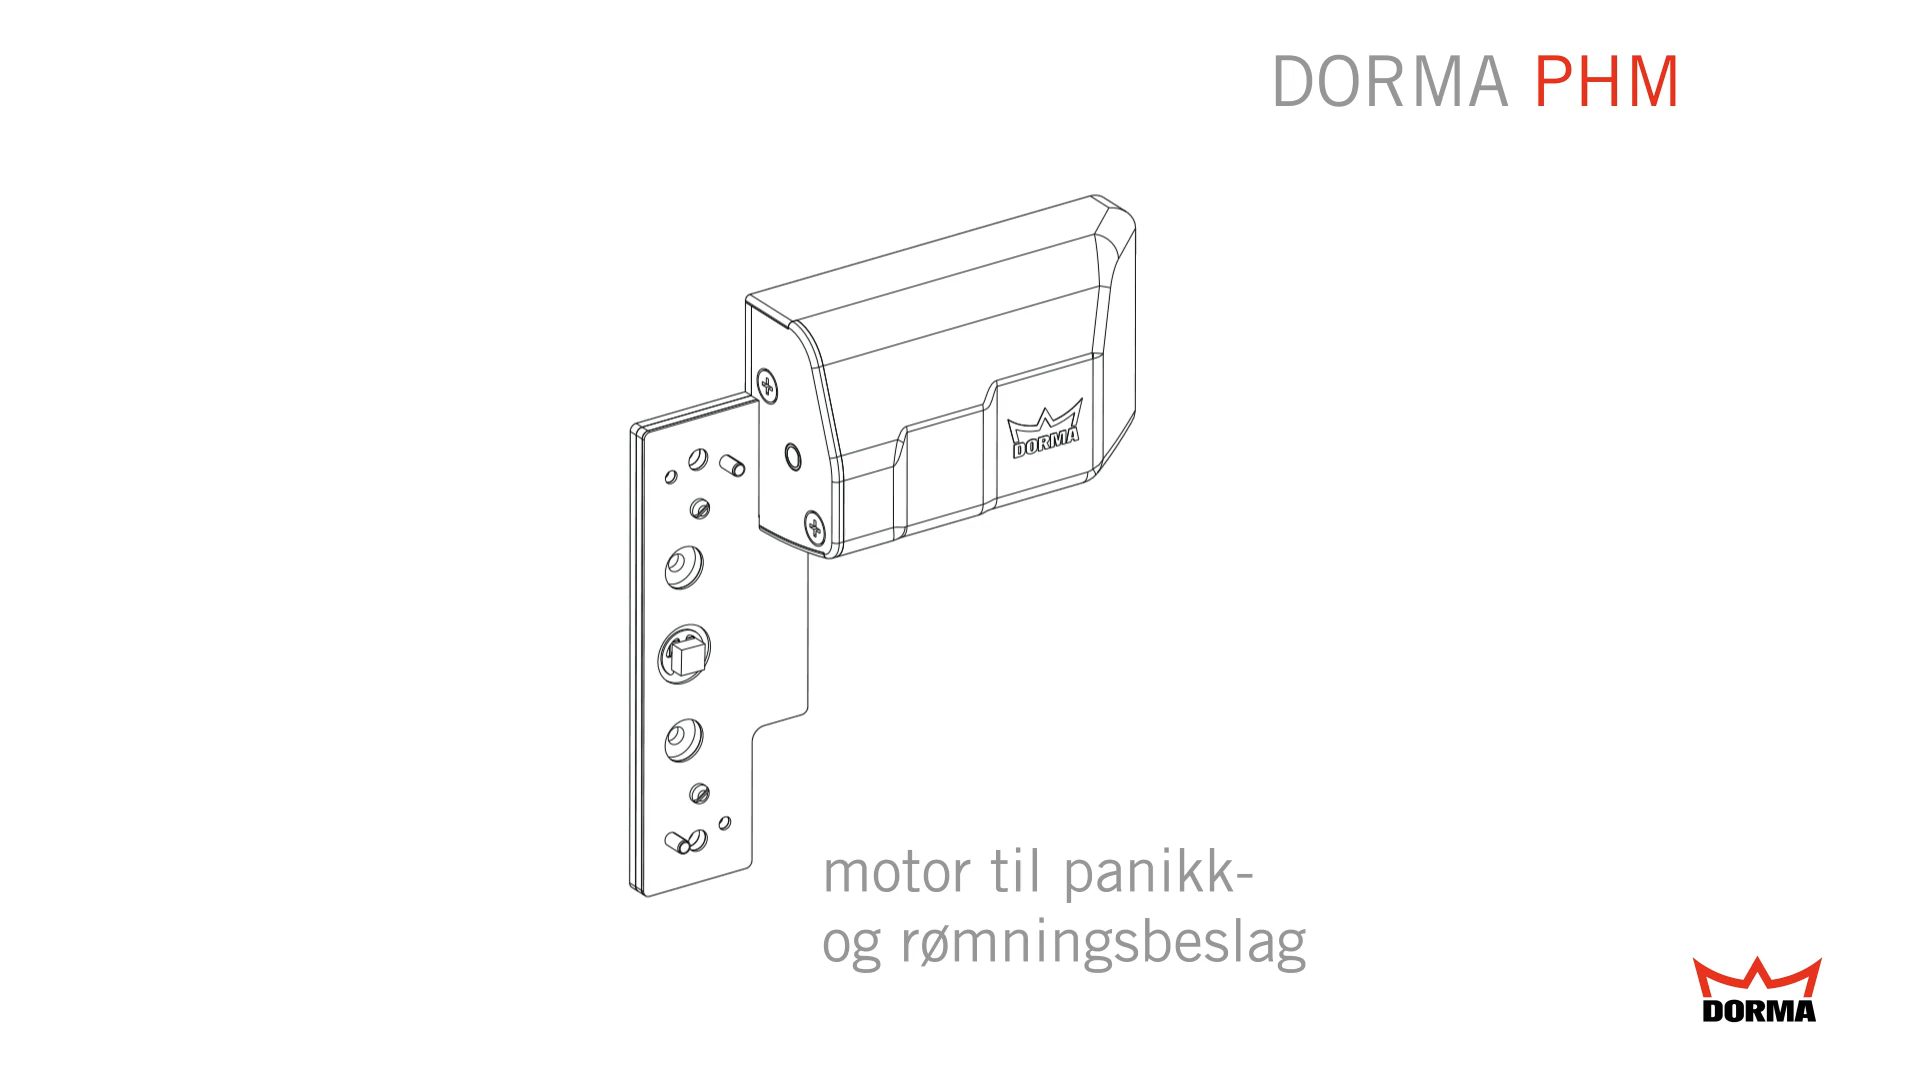 DORMA PHM
DORMA
motor til panikk-
og rømningsbeslag
DORMA